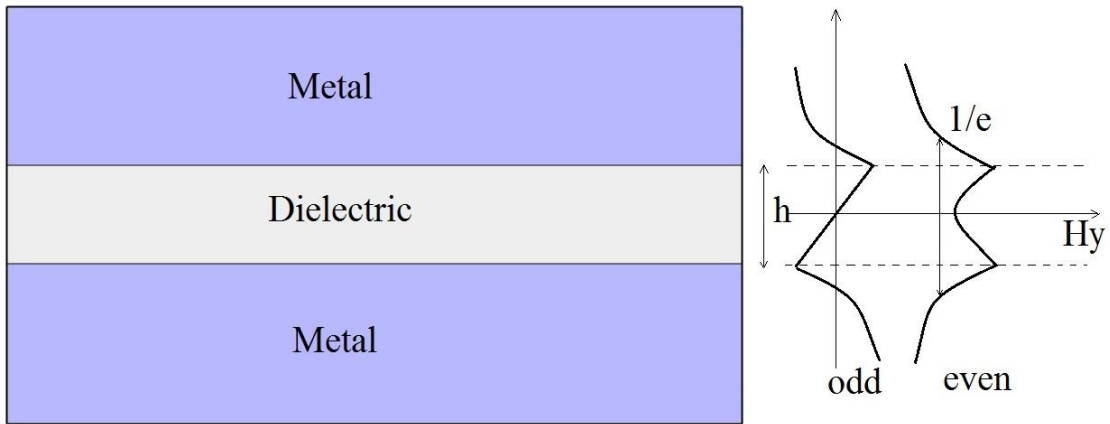 Metal
Dielectric
Metal
1/e
h
Hy
odd
even